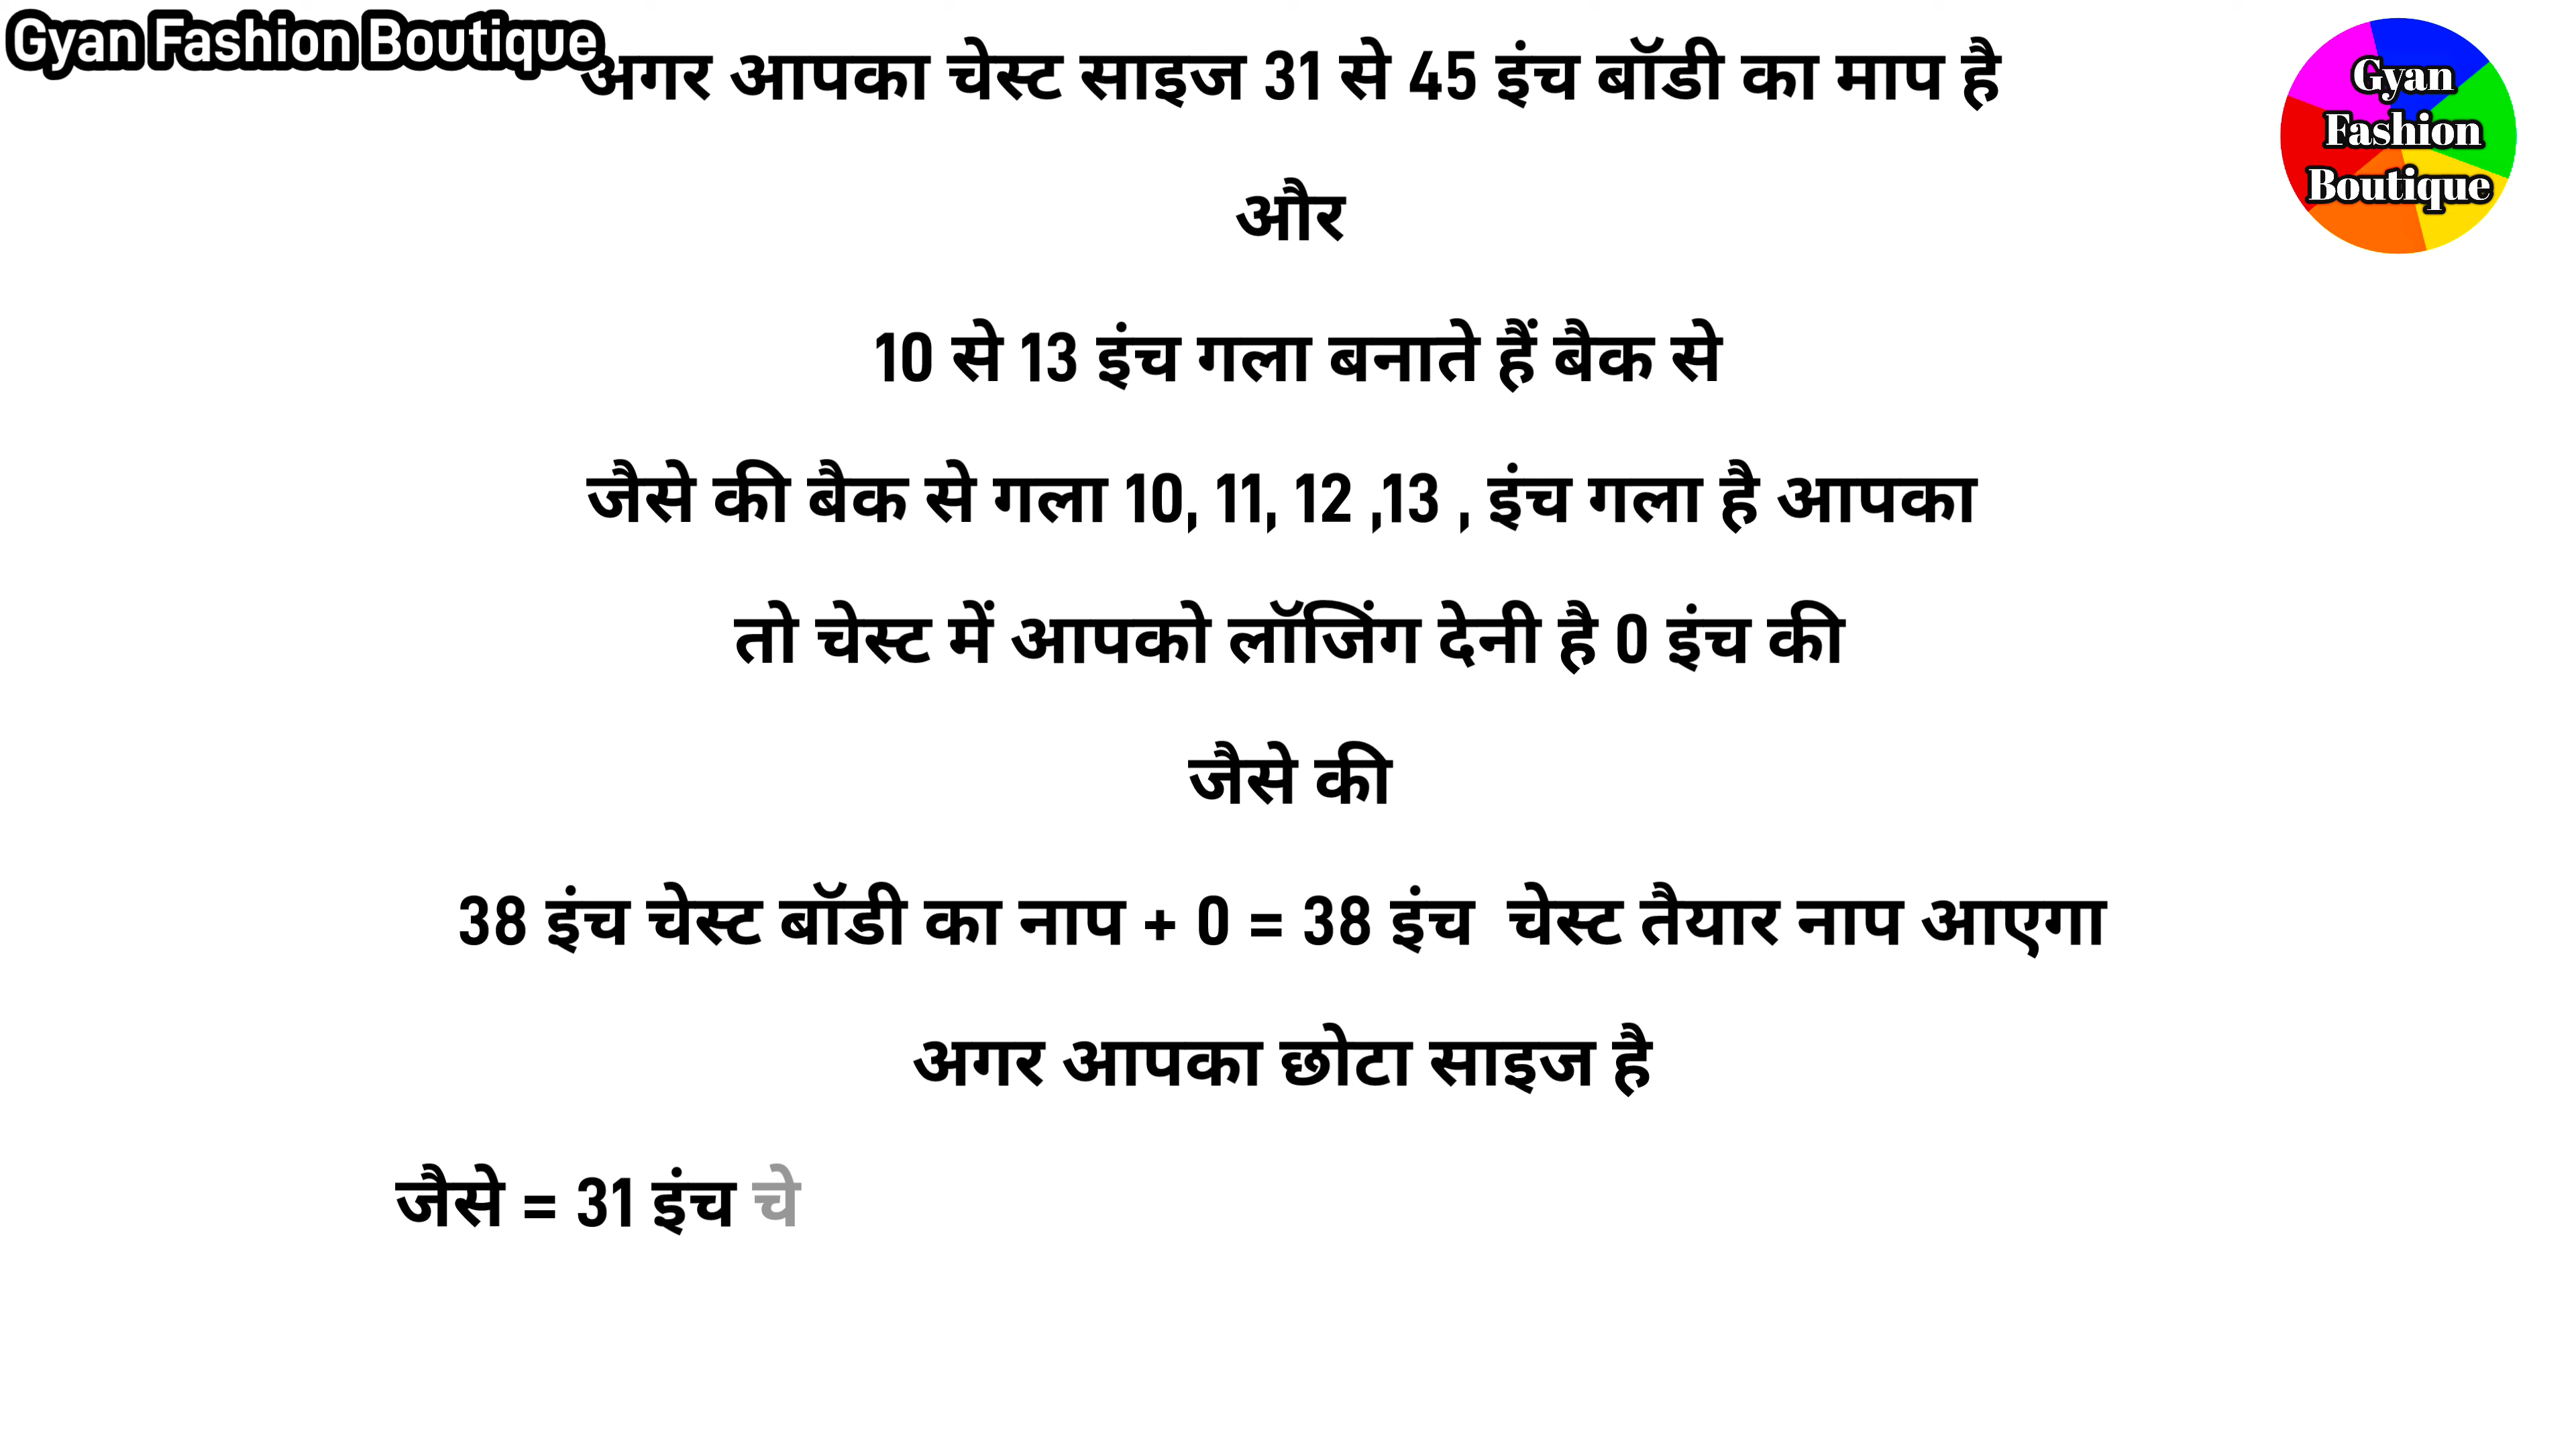 Gyan Fashion Boutique
अगर आपका चेस्ट साइज 31 से 45 इंच बॉडी का माप है
Gyan
Fashion
Boutique
और
10 से 13 इंच गला बनाते हैं बैक से
जैसे की बैक से गला 10, 11, 12 ,13 , इंच गला है आपका
तो चेस्ट में आपको लॉजिंग देनी है 0 इंच की
जैसे की
38 इंच चेस्ट बॉडी का नाप + 0 = 38 इंच चेस्ट तैयार नाप आएगा
अगर आपका छोटा साइज है
जैसे = 31 इंच चे